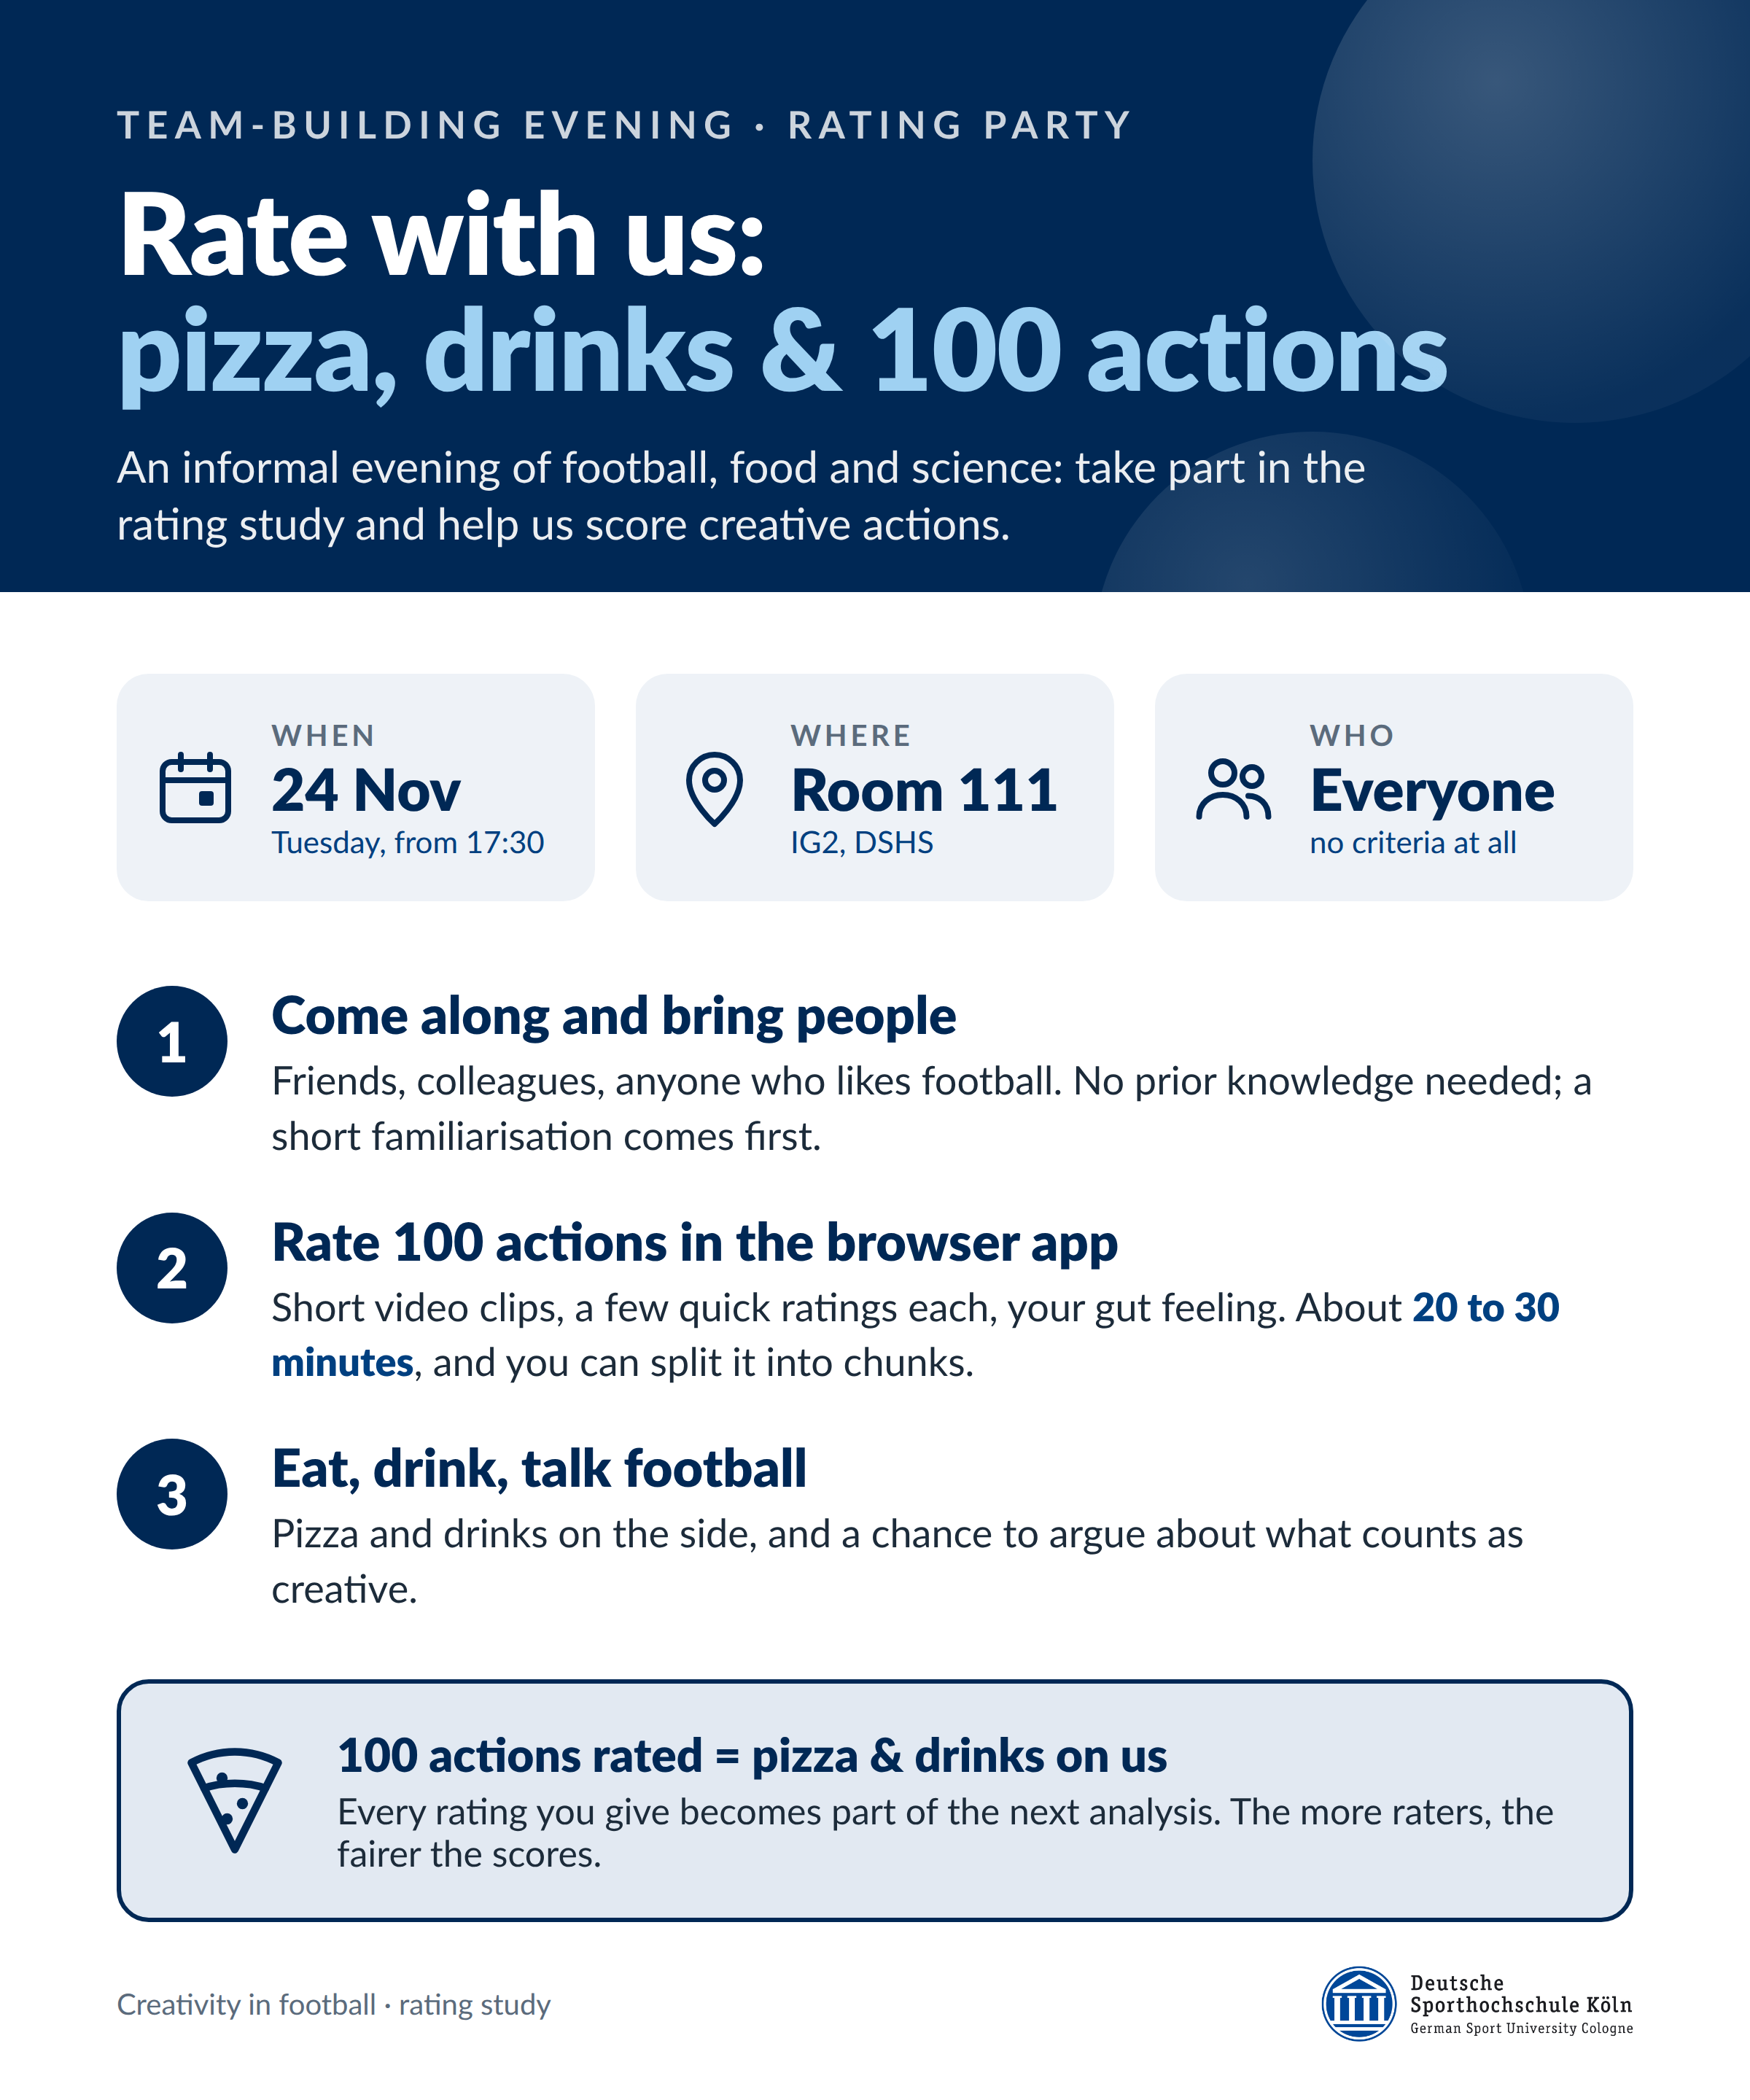 TEAM-BUILDING EVENING · RATING PARTY
Rate with us:
pizza, drinks & 100 actions
An informal evening of football, food and science: take part in the
rating study and help us score creative actions.
WHEN
24 Nov
Tuesday, from 17:30
WHERE
Room 111
IG2, DSHS
WHO
Everyone
no criteria at all
1
Come along and bring people
Friends, colleagues, anyone who likes football. No prior knowledge needed; a
short familiarisation comes first.
2
Rate 100 actions in the browser app
Short video clips, a few quick ratings each, your gut feeling. About 20 to 30
minutes, and you can split it into chunks.
3
Eat, drink, talk football
Pizza and drinks on the side, and a chance to argue about what counts as
creative.
100 actions rated = pizza & drinks on us
Every rating you give becomes part of the next analysis. The more raters, the
fairer the scores.
Creativity in football · rating study
Deutsche
Sporthochschule Köln
German Sport University Cologne